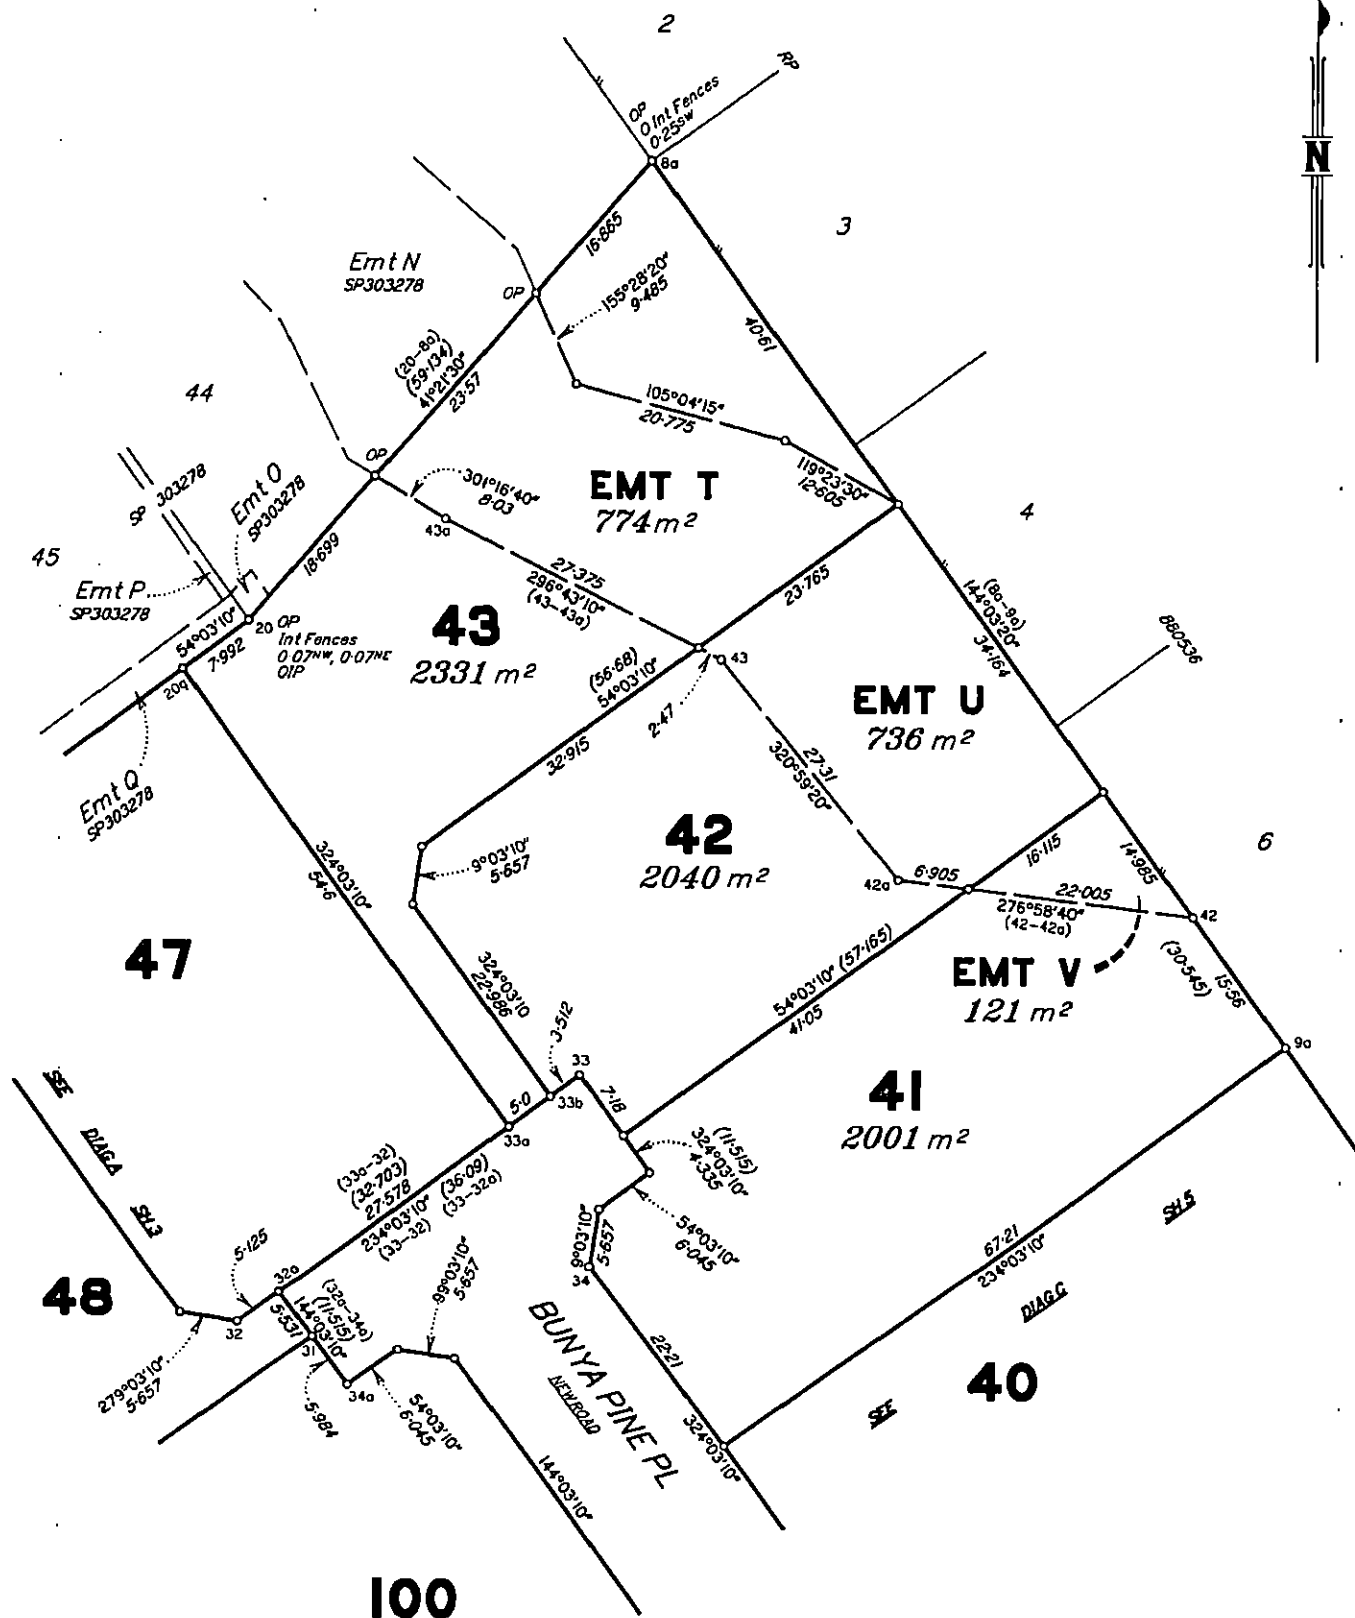 2
RP
OP
O Int Fences
0·25SW
8a
N
3
16·865
Emt N
SP303278
OP
155°28'20"
9·485
40·61
(20-8a)
(59·134)
41°21'30"
23·57
44
105°04'15"
20·775
OP
119°23'30"
12·605
SP 303278
Emt O
SP303278
301°16'40"
8·03
EMT T
774 m²
4
43a
45
18·699
27·375
296°43'10"
(43-43a)
23·765
(8a-9a)
144°03'20"
34·164
Emt P
SP303278
54°03'10"
7·992
20 OP
Int Fences
0·07NW, 0·07NE
OIP
43
2331 m²
880536
20q
(56·68)
54°03'10"
43
2·47
EMT U
736 m²
32·915
27·31
320°59'20"
Emt Q
SP303278
42
2040 m²
6
9°03'10"
5·657
16·115
14·985
324°03'10"
54·6
42a
6·905
22·005
276°58'40"
(42-42a)
42
47
324°03'10
22·986
54°03'10" (57·165)
41·05
EMT V
121 m²
(30·545)
15·56
3·512
33
9a
33b
7·18
5·0
33a
41
2001 m²
SEE
DIAG A
SH 3
(11·515)
324°03'10"
4·335
(33a-32)
(32·703)
27·578
234°03'10"
(33-32)
(36·09)
(33-32a)
54°03'10"
6·045
SH 5
5·125
9°03'10"
5·657
67·21
234°03'10"
34
48
32a
99°03'10"
5·657
32
(32a-34a)
(11·515)
144°03'10"
5·531
31
DIAG C
BUNYA PINE PL
NEW ROAD
22·21
279°03'10"
5·657
34a
5·984
54°03'10"
6·045
40
SEE
324°03'10"
144°03'10"
100